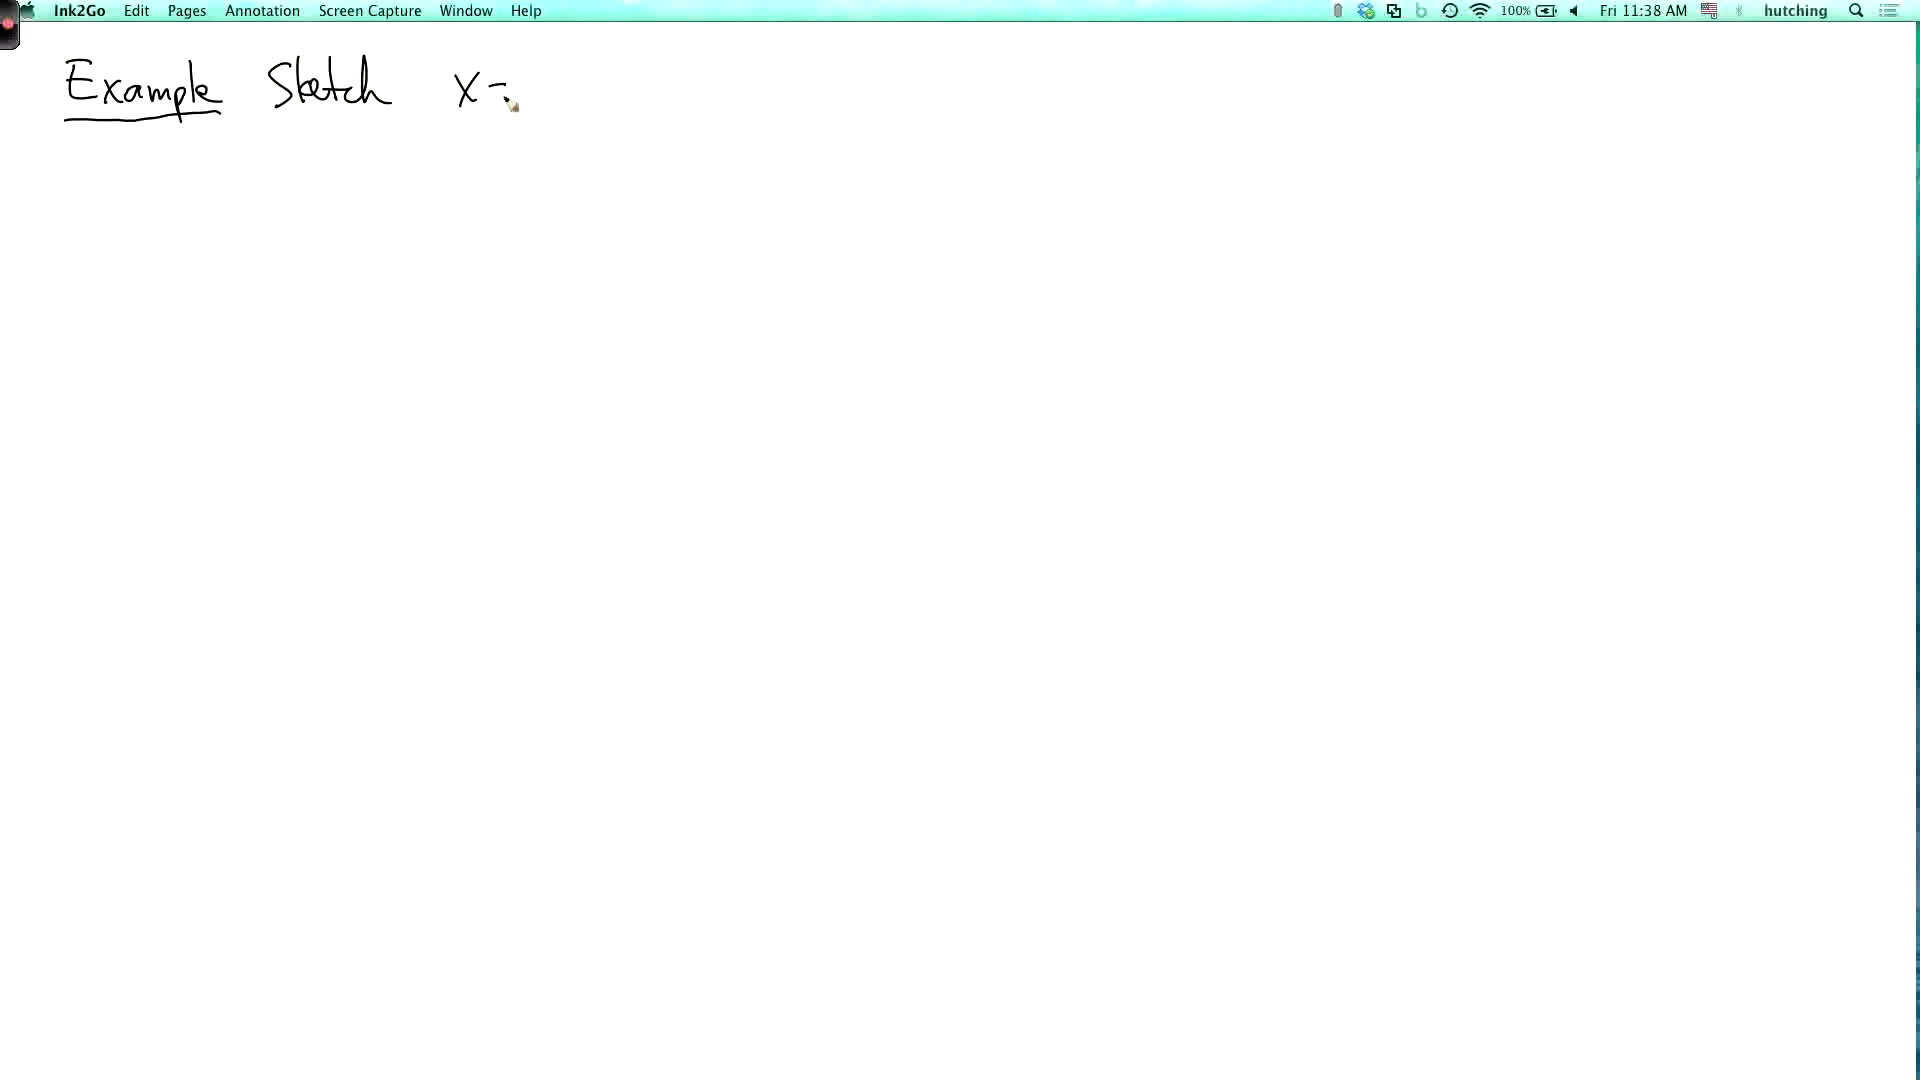 Ink2Go Edit Pages Annotation Screen Capture Window Help 100% Fri 11:38 AM hutching
Example Sketch x -